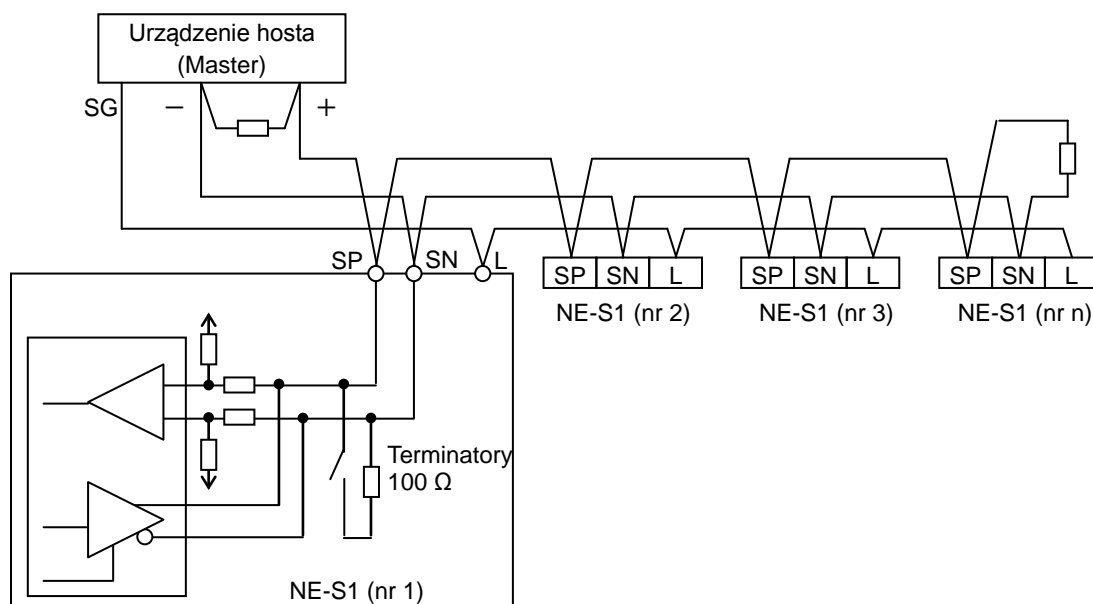 Urządzenie hosta
(Master)
SG
−
+
SP
SN
L
SP SN L
SP SN L
SP SN L
NE-S1 (nr 2)
NE-S1 (nr 3)
NE-S1 (nr n)
Terminatory
100 Ω
NE-S1 (nr 1)